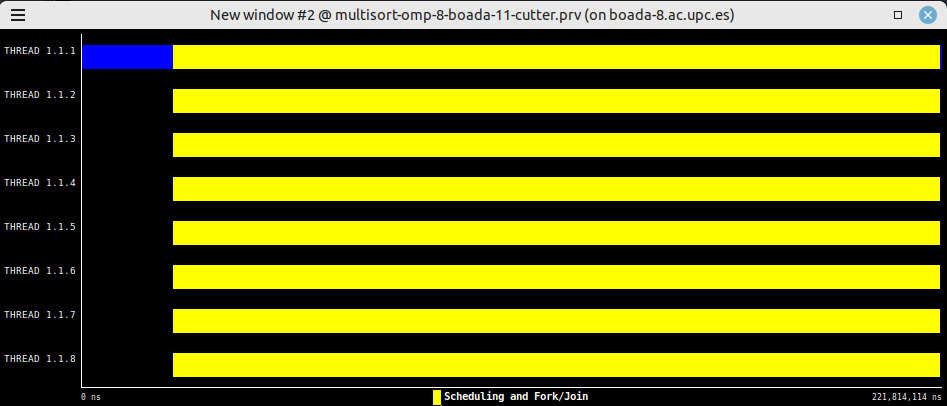 New window #2 @ multisort-omp-8-boada-11-cutter.prv (on boada-8.ac.upc.es)
THREAD 1.1.1
THREAD 1.1.2
THREAD 1.1.3
THREAD 1.1.4
THREAD 1.1.5
THREAD 1.1.6
THREAD 1.1.7
THREAD 1.1.8
0 ns
Scheduling and Fork/Join
221,814,114 ns